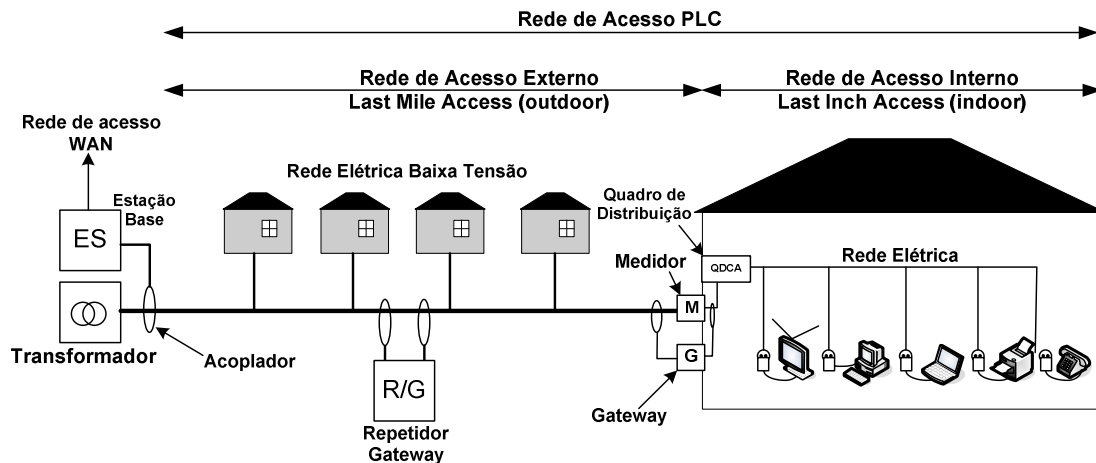 Rede de Acesso PLC
Rede de Acesso Externo
Last Mile Access (outdoor)
Rede de Acesso Interno
Last Inch Access (indoor)
Rede de acesso
WAN
Rede Elétrica Baixa Tensão
Estação
Base
ES
Quadro de
Distribuição
Medidor
QDCA
Rede Elétrica
M
Transformador
Acoplador
R/G
G
Gateway
Repetidor
Gateway